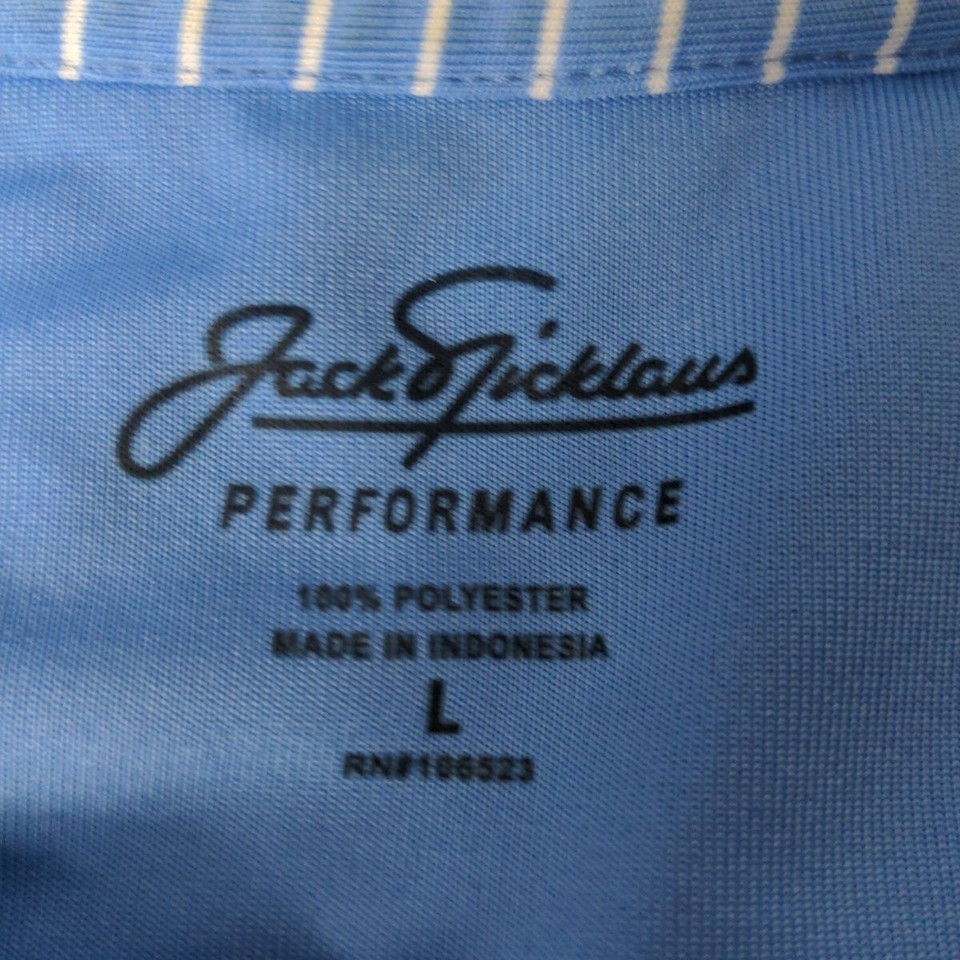 Jack Nicklaus
PERFORMANCE
100% POLYESTER
MADE IN INDONESIA
L
RN#106523